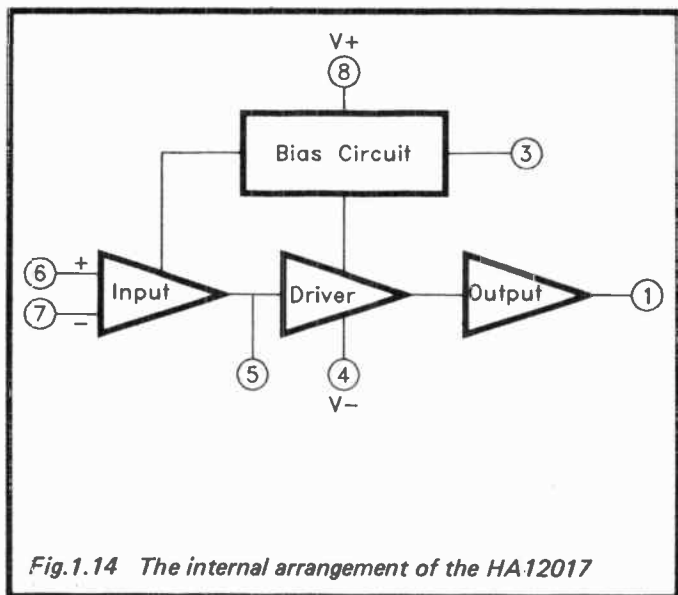 V+
8
Bias Circuit
3
6
+
Input
Driver
Output
1
7
−
5
4
V−
Fig.1.14 The internal arrangement of the HA12017